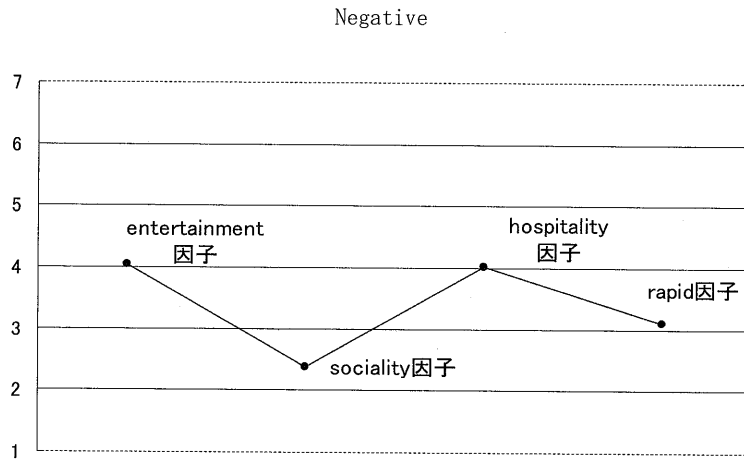 Negative
7
6
5
entertainment
因子
hospitality
因子
4
rapid因子
3
sociality因子
2
1